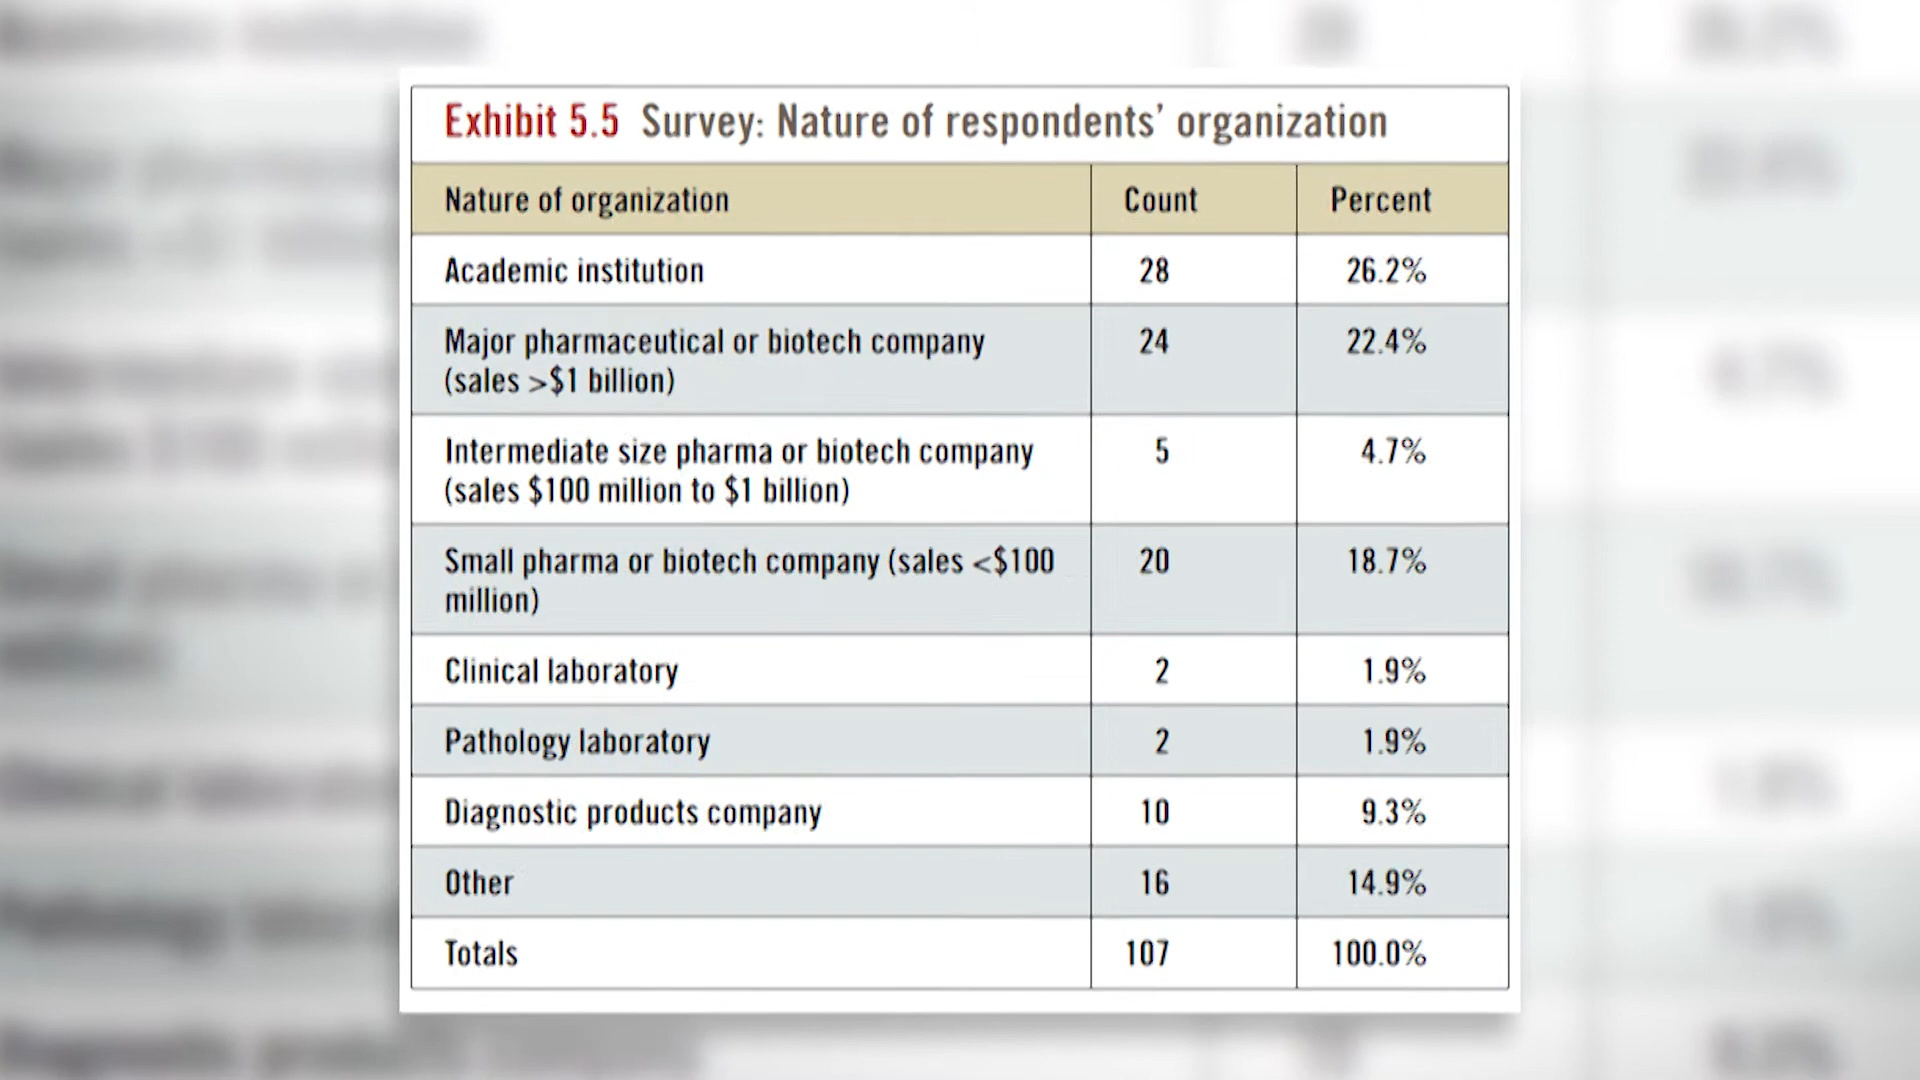 Exhibit 5.5 Survey: Nature of respondents’ organization
Nature of organization Count Percent
Academic institution 28 26.2%
Major pharmaceutical or biotech company 24 22.4%
(sales >$1 billion)
Intermediate size pharma or biotech company 5 4.7%
(sales $100 million to $1 billion)
Small pharma or biotech company (sales <$100 20 18.7%
million)
Clinical laboratory 2 1.9%
Pathology laboratory 2 1.9%
Diagnostic products company 10 9.3%
Other 16 14.9%
Totals 107 100.0%